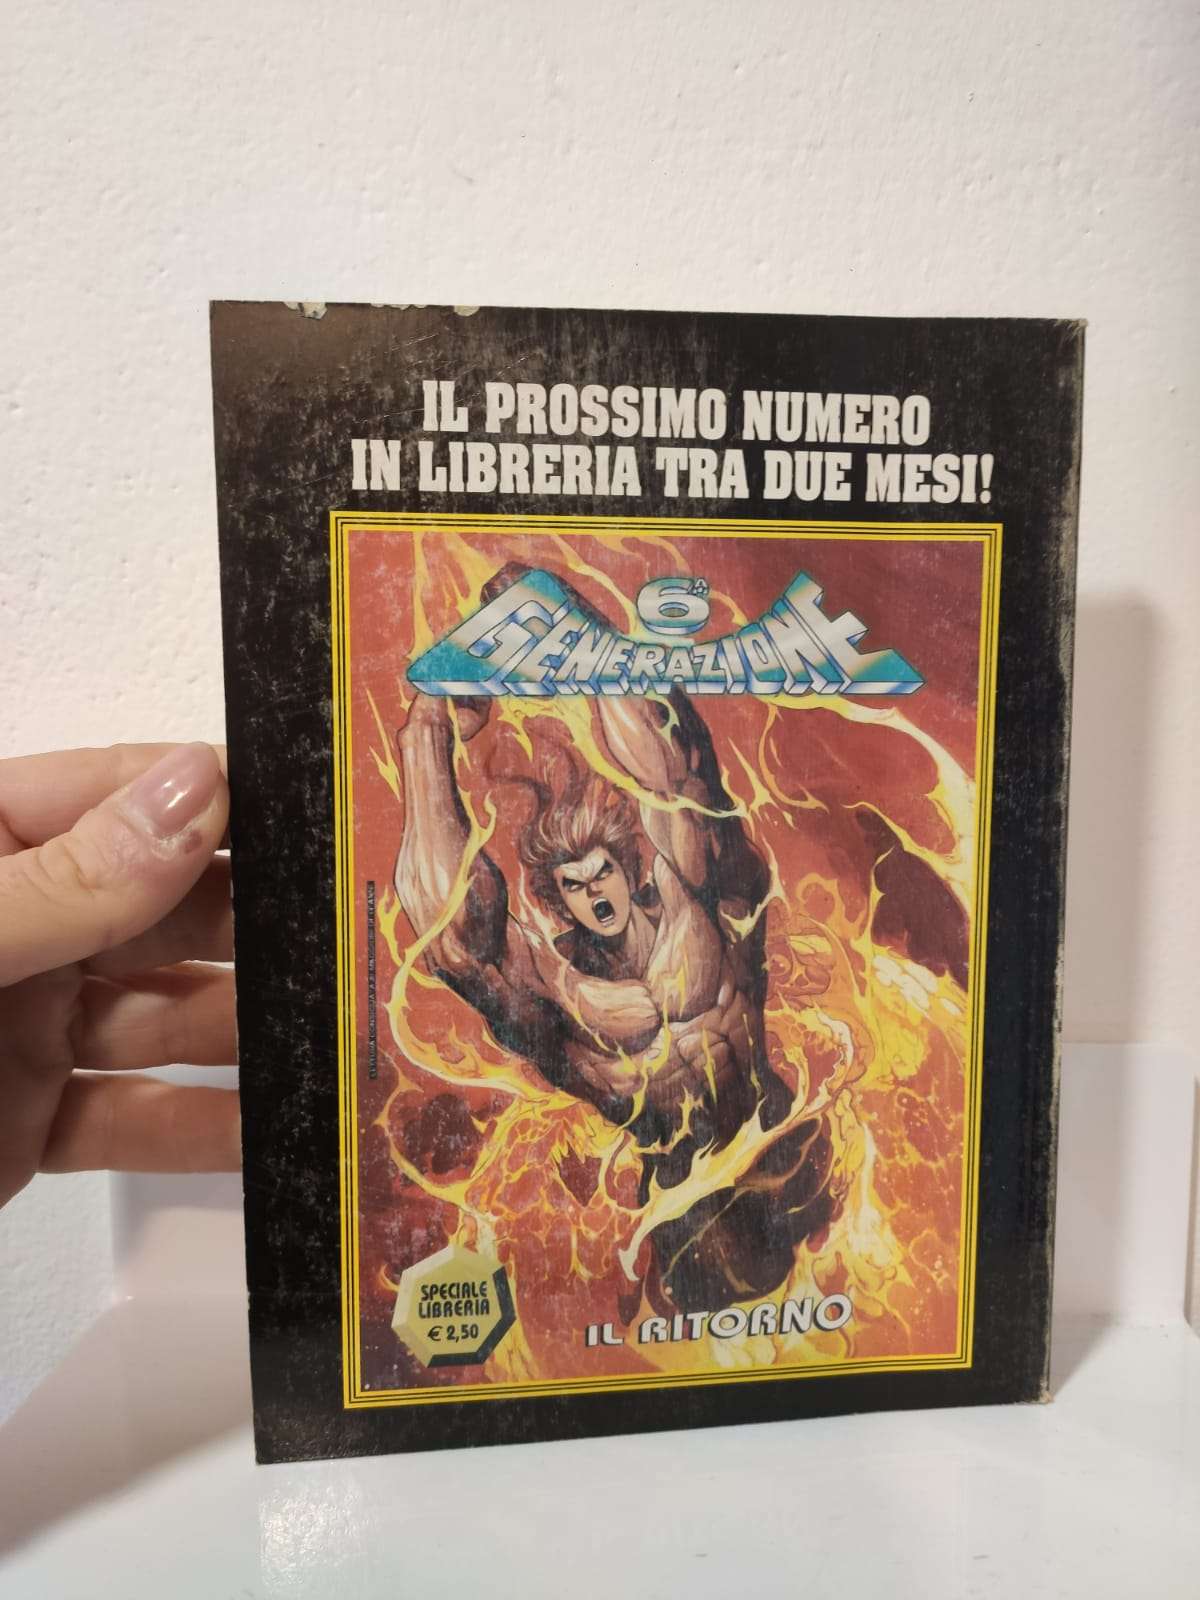 IL PROSSIMO NUMERO
IN LIBRERIA TRA DUE MESI!
6ª
GENERAZIONE
SPECIALE
LIBRERIA
€ 2,50
IL RITORNO